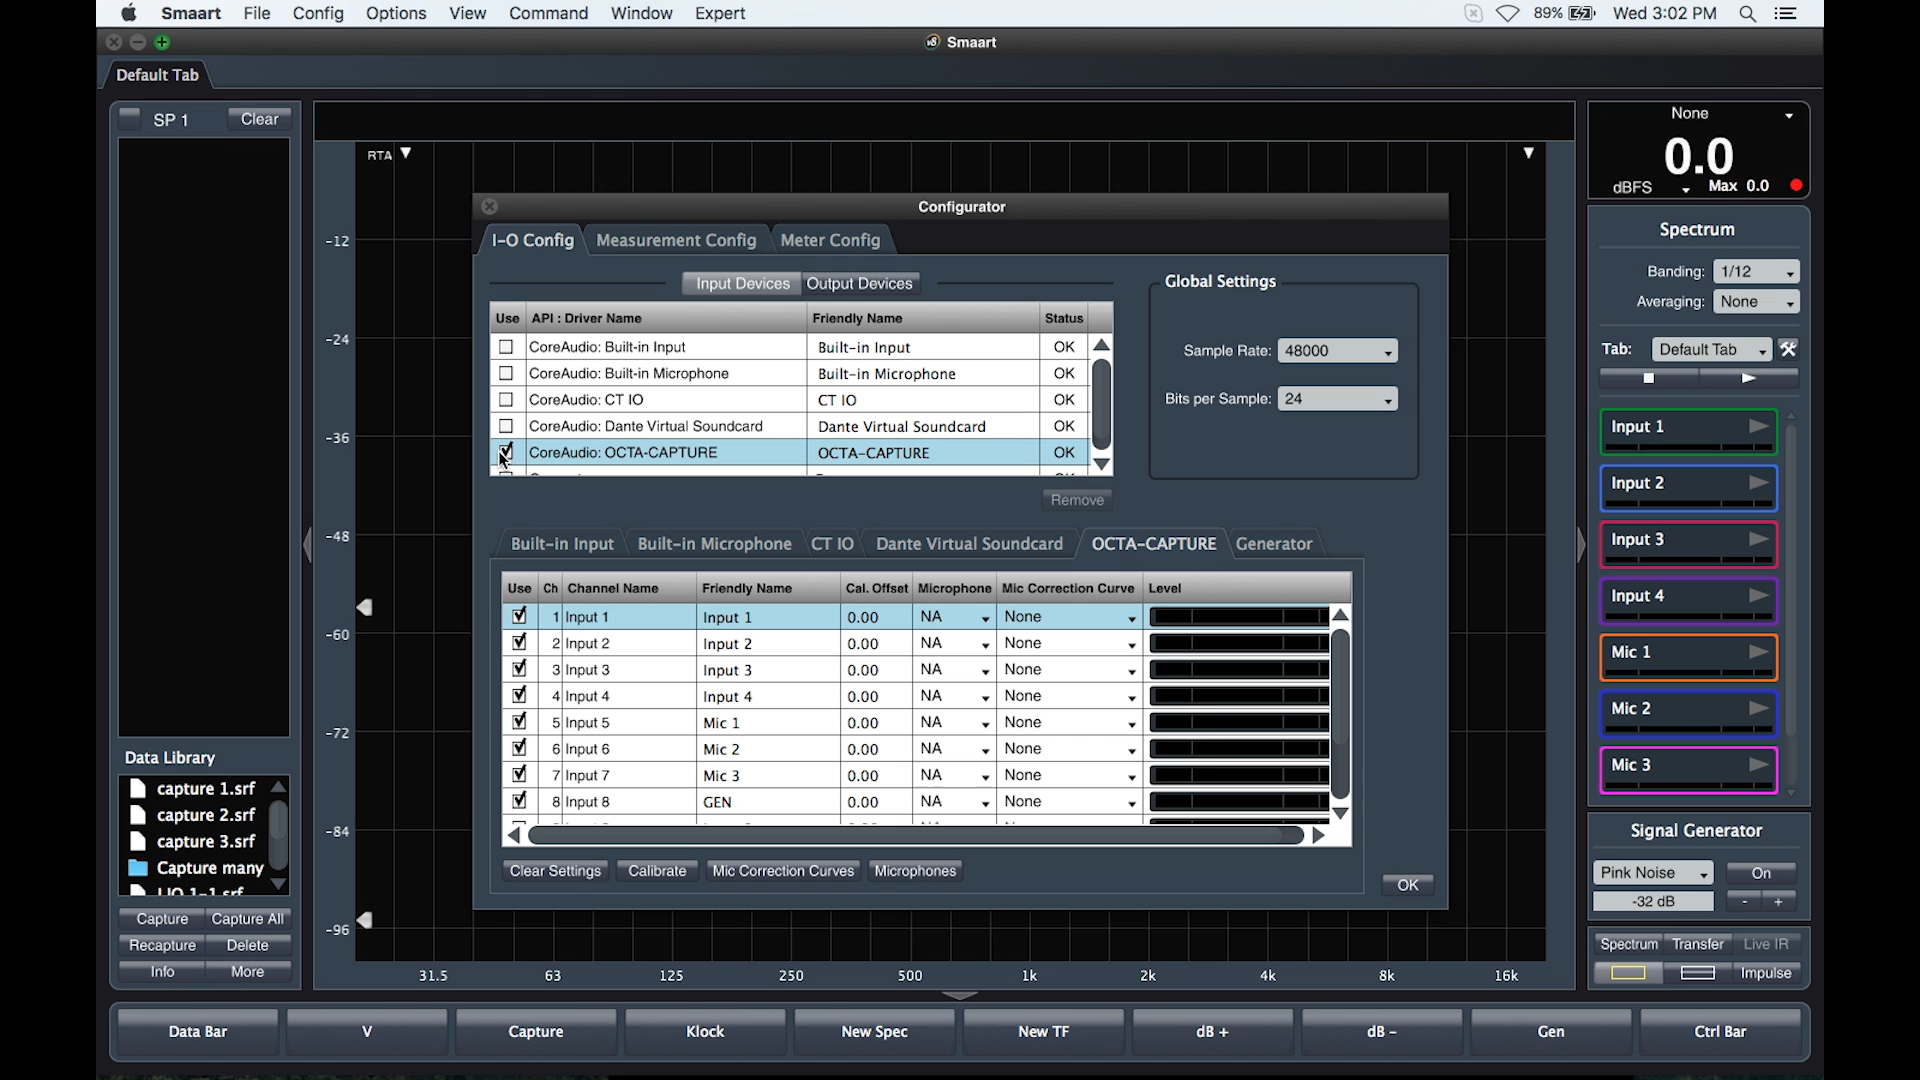 Smaart File Config Options View Command Window Expert 89% Wed 3:02 PM
v8 Smaart
Default Tab
SP 1 Clear
RTA
-12
-24
-36
-48
-60
-72
-84
-96
31.5 63 125 250 500 1k 2k 4k 8k 16k
Configurator
I-O Config Measurement Config Meter Config
Input Devices Output Devices
Use API : Driver Name Friendly Name Status
CoreAudio: Built-in Input Built-in Input OK
CoreAudio: Built-in Microphone Built-in Microphone OK
CoreAudio: CT IO CT IO OK
CoreAudio: Dante Virtual Soundcard Dante Virtual Soundcard OK
CoreAudio: OCTA-CAPTURE OCTA-CAPTURE OK
Remove
Global Settings
Sample Rate: 48000
Bits per Sample: 24
Built-in Input Built-in Microphone CT IO Dante Virtual Soundcard OCTA-CAPTURE Generator
Use Ch Channel Name Friendly Name Cal. Offset Microphone Mic Correction Curve Level
1 Input 1 Input 1 0.00 NA None
2 Input 2 Input 2 0.00 NA None
3 Input 3 Input 3 0.00 NA None
4 Input 4 Input 4 0.00 NA None
5 Input 5 Mic 1 0.00 NA None
6 Input 6 Mic 2 0.00 NA None
7 Input 7 Mic 3 0.00 NA None
8 Input 8 GEN 0.00 NA None
Clear Settings Calibrate Mic Correction Curves Microphones
OK
Data Library
capture 1.srf
capture 2.srf
capture 3.srf
Capture many
Capture Capture All
Recapture Delete
Info More
None
0.0
dBFS Max 0.0
Spectrum
Banding: 1/12
Averaging: None
Tab: Default Tab
Input 1
Input 2
Input 3
Input 4
Mic 1
Mic 2
Mic 3
Signal Generator
Pink Noise On
-32 dB - +
Spectrum Transfer Live IR
Impulse
Data Bar V Capture Klock New Spec New TF dB + dB - Gen Ctrl Bar